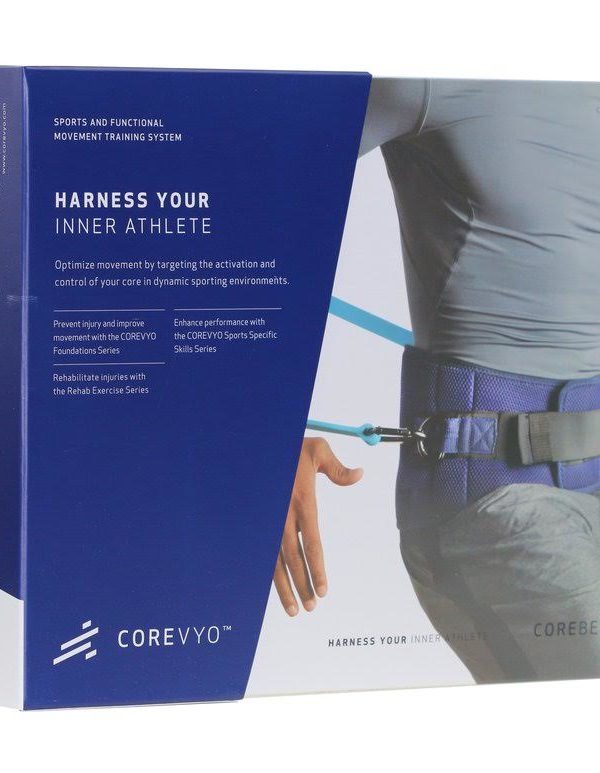 www.corevyo.com
SPORTS AND FUNCTIONAL
MOVEMENT TRAINING SYSTEM
HARNESS YOUR
INNER ATHLETE
Optimize movement by targeting the activation and
control of your core in dynamic sporting environments.
Prevent injury and improve
movement with the COREVYO
Foundations Series
Enhance performance with
the COREVYO Sports Specific
Skills Series
Rehabilitate injuries with
the Rehab Exercise Series
COREVYO™
HARNESS YOUR INNER ATHLETE
COREBE